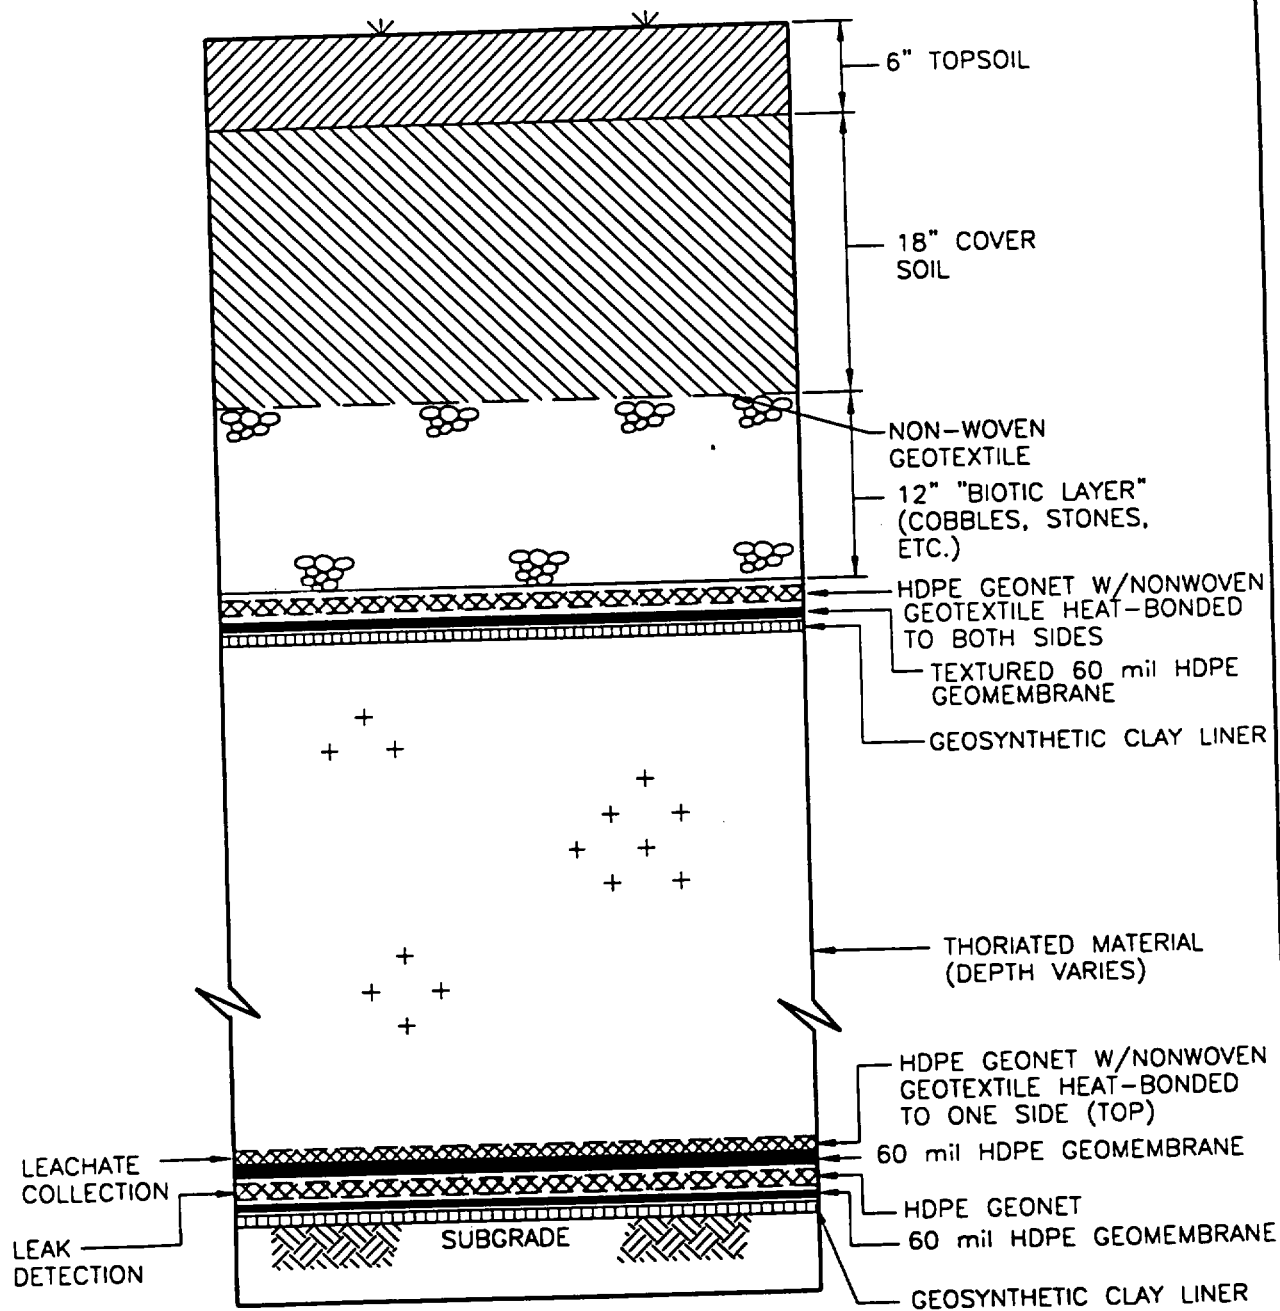 6" TOPSOIL
18" COVER
SOIL
NON-WOVEN
GEOTEXTILE
12" "BIOTIC LAYER"
(COBBLES, STONES,
ETC.)
HDPE GEONET W/NONWOVEN
GEOTEXTILE HEAT-BONDED
TO BOTH SIDES
TEXTURED 60 mil HDPE
GEOMEMBRANE
GEOSYNTHETIC CLAY LINER
THORIATED MATERIAL
(DEPTH VARIES)
HDPE GEONET W/NONWOVEN
GEOTEXTILE HEAT-BONDED
TO ONE SIDE (TOP)
60 mil HDPE GEOMEMBRANE
LEACHATE
COLLECTION
HDPE GEONET
60 mil HDPE GEOMEMBRANE
SUBGRADE
LEAK
DETECTION
GEOSYNTHETIC CLAY LINER